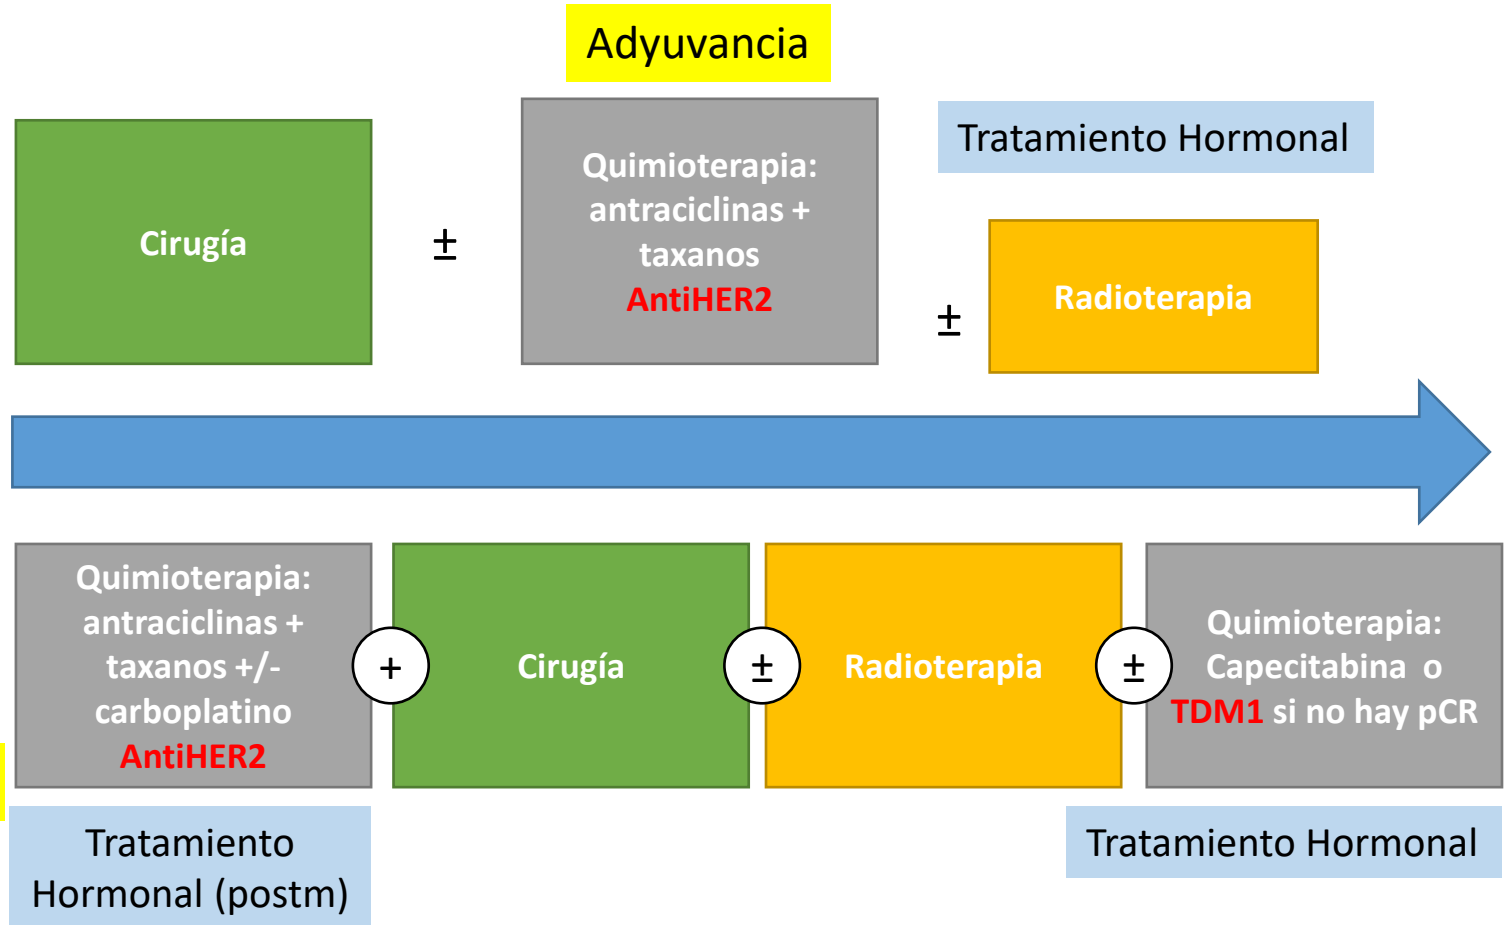 Adyuvancia
Cirugía
±
Quimioterapia:
antraciclinas +
taxanos
AntiHER2
Tratamiento Hormonal
±
Radioterapia
Quimioterapia:
antraciclinas +
taxanos +/-
carboplatino
AntiHER2
+
Cirugía
±
Radioterapia
±
Quimioterapia:
Capecitabina o
TDM1 si no hay pCR
Tratamiento
Hormonal (postm)
Tratamiento Hormonal